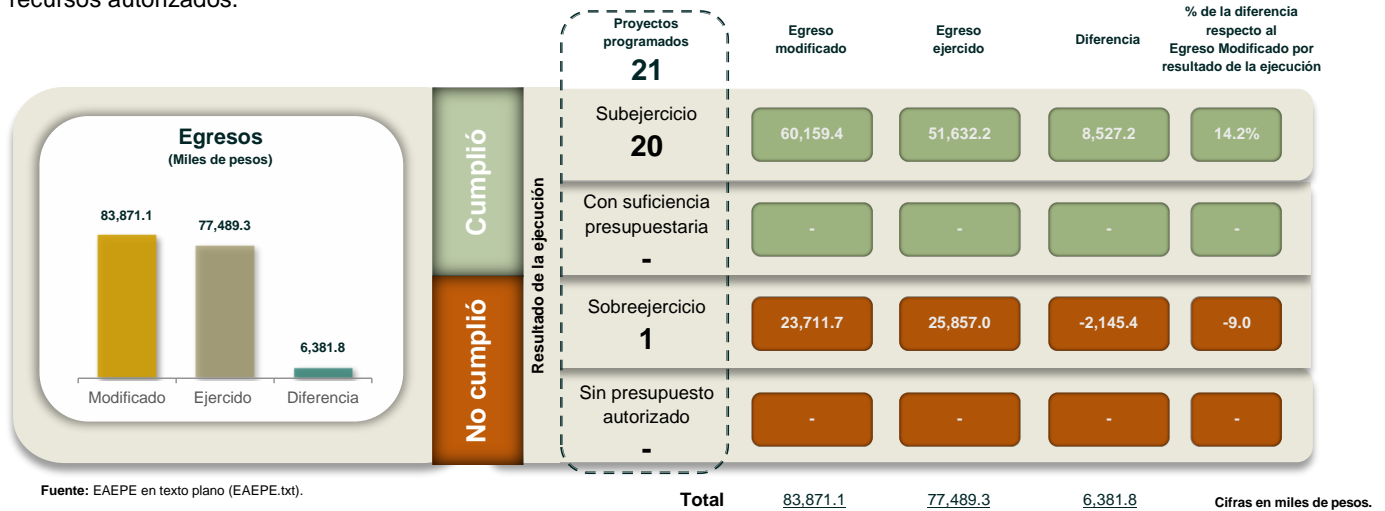 recursos autorizados.
Proyectos
programados
21
Egreso
modificado
Egreso
ejercido
Diferencia
% de la diferencia
respecto al
Egreso Modificado por
resultado de la ejecución
Egresos
(Miles de pesos)
83,871.1
77,489.3
6,381.8
Modificado
Ejercido
Diferencia
Cumplió
No cumplió
Resultado de la ejecución
Subejercicio
20
60,159.4
51,632.2
8,527.2
14.2%
Con suficiencia
presupuestaria
-
-
-
-
-
Sobreejercicio
1
23,711.7
25,857.0
-2,145.4
-9.0
Sin presupuesto
autorizado
-
-
-
-
-
Fuente: EAEPE en texto plano (EAEPE.txt).
Total
83,871.1
77,489.3
6,381.8
Cifras en miles de pesos.